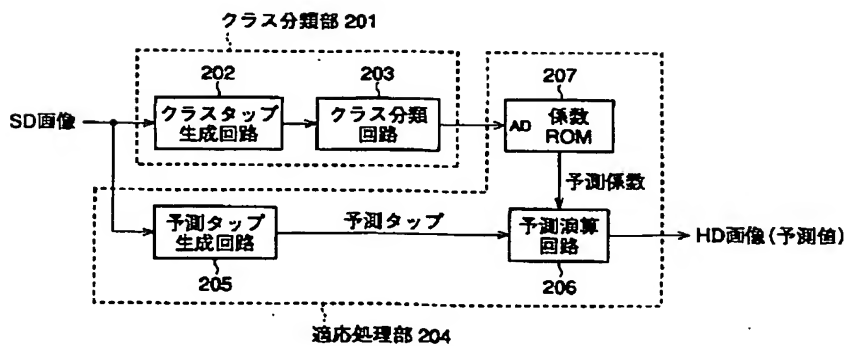 クラス分類部 201
202
203
207
SD画像
クラスタップ
生成回路
クラス分類
回路
AD
係数
ROM
予測係数
予測タップ
生成回路
予測タップ
予測演算
回路
HD画像(予測値)
205
206
適応処理部 204